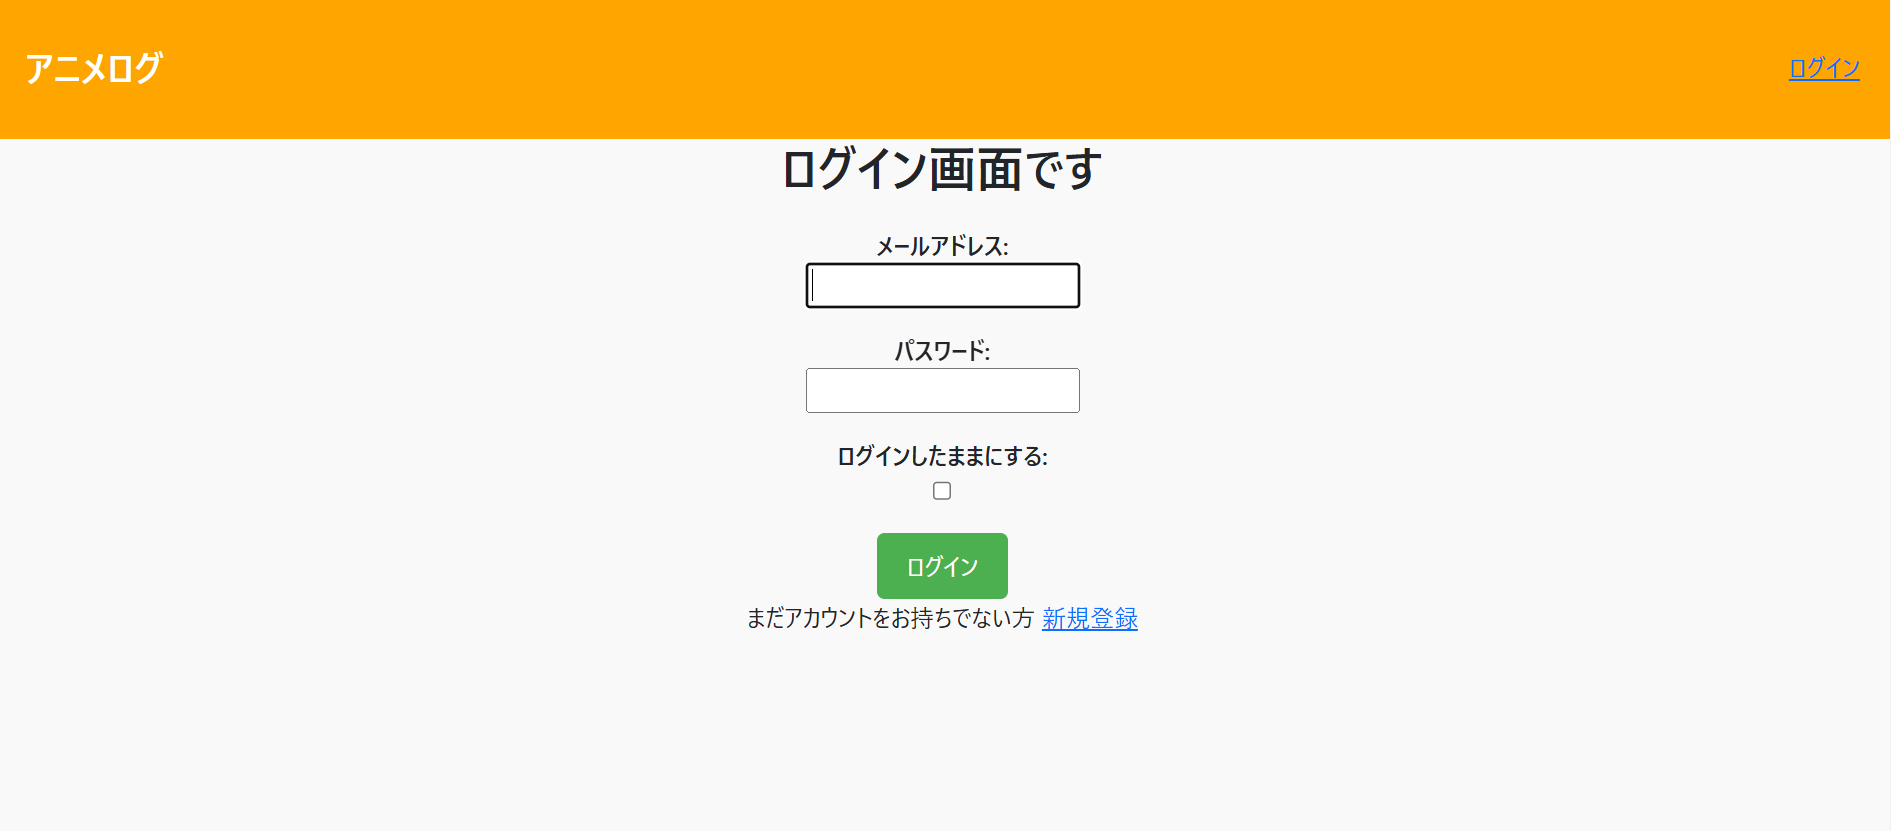 アニメログ
ログイン
ログイン画面です
メールアドレス:
パスワード:
ログインしたままにする:
ログイン
まだアカウントをお持ちでない方 新規登録